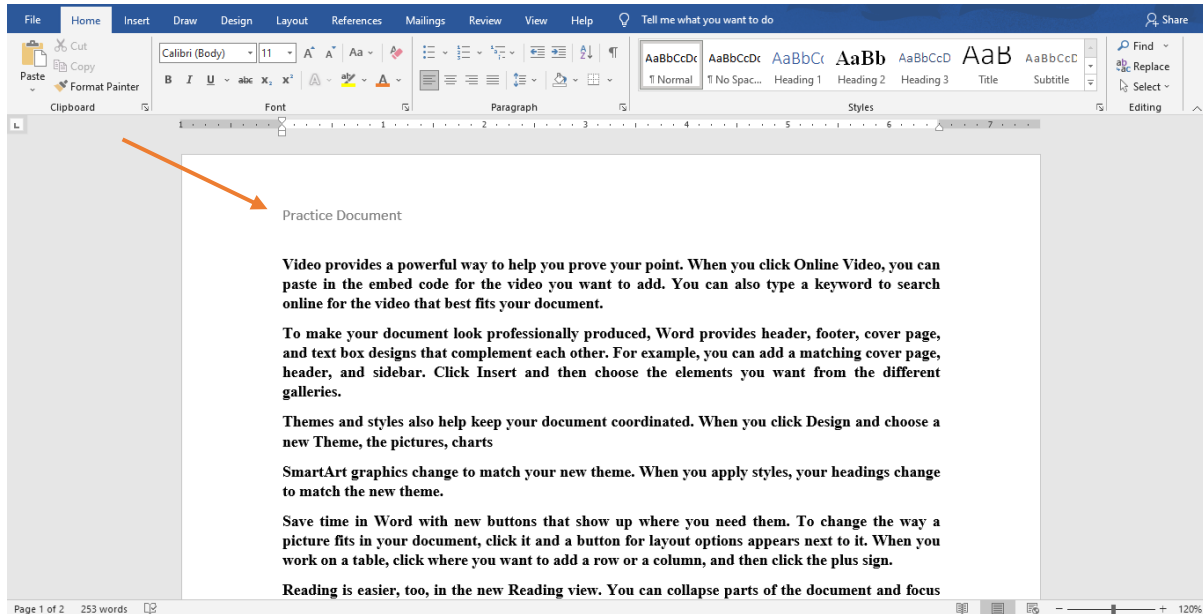 File Home Insert Draw Design Layout References Mailings Review View Help Tell me what you want to do Share
Cut
Copy
Paste
Format Painter
Clipboard
Calibri (Body) 11 A A Aa
B I U abc x₂ x² A aby A
Font
Paragraph
AaBbCcDc AaBbCcDc AaBbCc AaBb AaBbCcD AaB AaBbCcD
¶ Normal ¶ No Spac... Heading 1 Heading 2 Heading 3 Title Subtitle
Styles
Find
Replace
Select
Editing
L
1 1 2 3 4 5 6 7
Practice Document
Video provides a powerful way to help you prove your point. When you click Online Video, you can
paste in the embed code for the video you want to add. You can also type a keyword to search
online for the video that best fits your document.
To make your document look professionally produced, Word provides header, footer, cover page,
and text box designs that complement each other. For example, you can add a matching cover page,
header, and sidebar. Click Insert and then choose the elements you want from the different
galleries.
Themes and styles also help keep your document coordinated. When you click Design and choose a
new Theme, the pictures, charts
SmartArt graphics change to match your new theme. When you apply styles, your headings change
to match the new theme.
Save time in Word with new buttons that show up where you need them. To change the way a
picture fits in your document, click it and a button for layout options appears next to it. When you
work on a table, click where you want to add a row or a column, and then click the plus sign.
Reading is easier, too, in the new Reading view. You can collapse parts of the document and focus
Page 1 of 2 253 words 120%